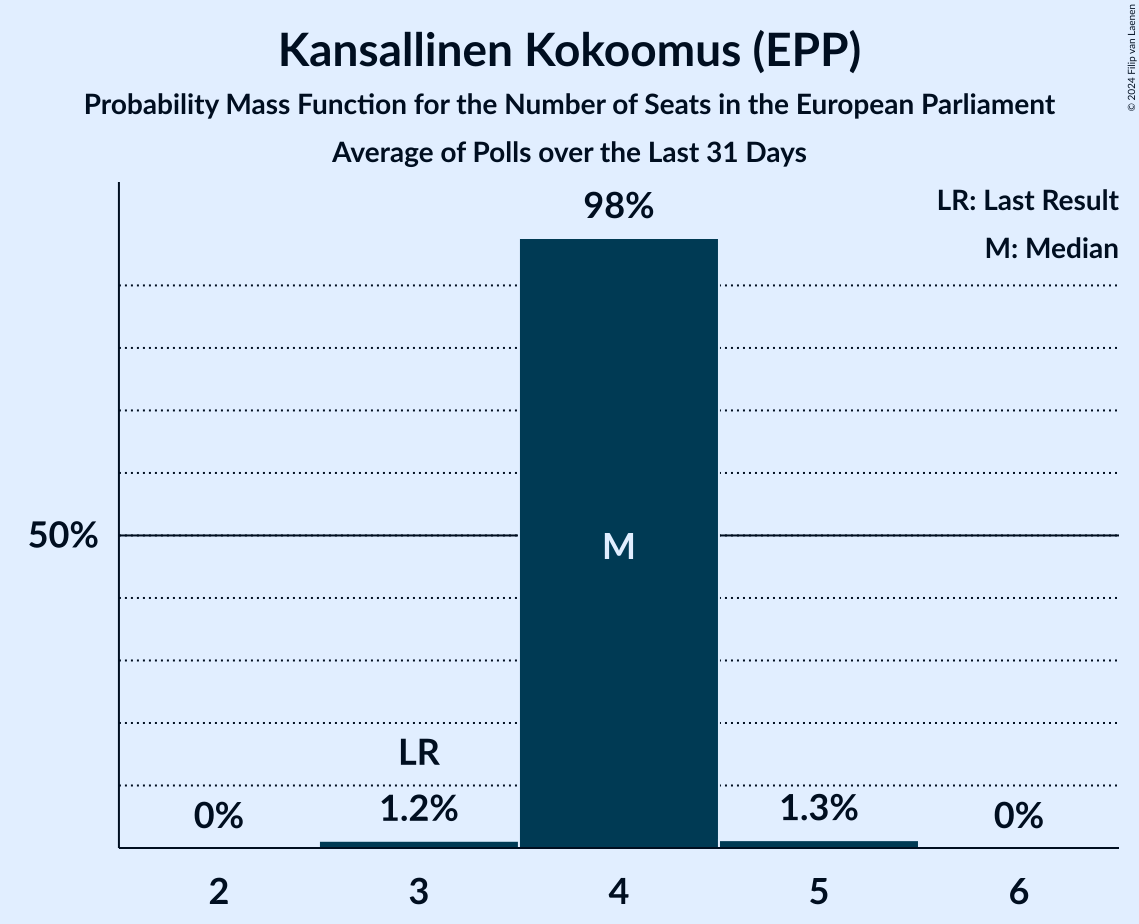 Kansallinen Kokoomus (EPP)
Probability Mass Function for the Number of Seats in the European Parliament
Average of Polls over the Last 31 Days
© 2024 Filip van Laenen
LR: Last Result
M: Median
98%
50%
M
LR
0%
1.2%
1.3%
0%
2
3
4
5
6